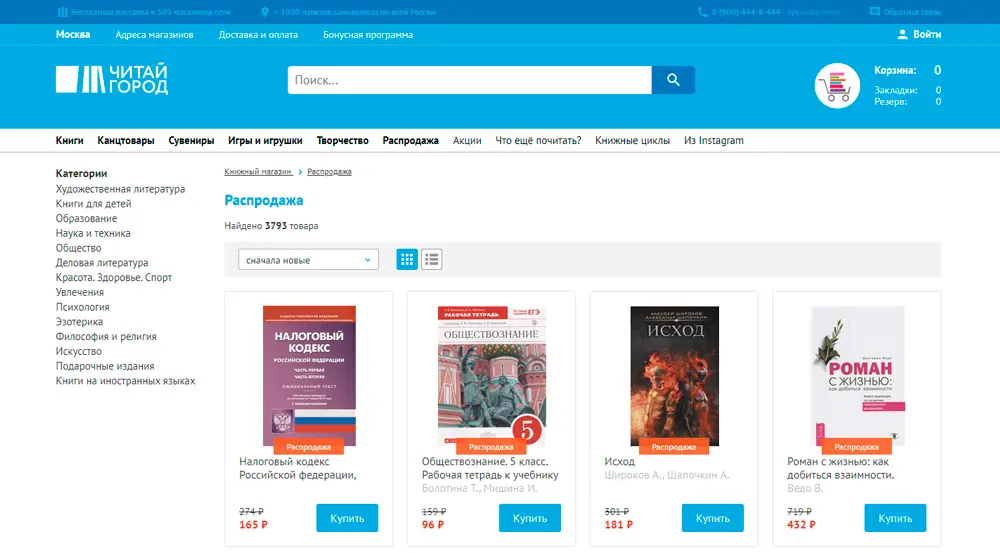 Бесплатная доставка в 505 магазинов сети
> 1000 пунктов самовывоза по всей России
8 (800) 444-8-444
Обратная связь
Москва
Адреса магазинов
Доставка и оплата
Бонусная программа
Войти
ЧИТАЙ
ГОРОД
Поиск...
Корзина: 0
Закладки: 0
Резерв: 0
Книги
Канцтовары
Сувениры
Игры и игрушки
Творчество
Распродажа
Акции
Что ещё почитать?
Книжные циклы
Из Instagram
Категории
Художественная литература
Книги для детей
Образование
Наука и техника
Общество
Деловая литература
Красота. Здоровье. Спорт
Увлечения
Психология
Эзотерика
Философия и религия
Искусство
Подарочные издания
Книги на иностранных языках
Книжный магазин
Распродажа
Распродажа
Найдено 3793 товара
сначала новые
НАЛОГОВЫЙ
КОДЕКС
РОССИЙСКОЙ ФЕДЕРАЦИИ
ЧАСТЬ ПЕРВАЯ
ЧАСТЬ ВТОРАЯ
ОФИЦИАЛЬНЫЙ ТЕКСТ
Распродажа
Налоговый кодекс
Российской Федерации,
274 ₽
165 ₽
Купить
РАБОЧАЯ ТЕТРАДЬ
ЕГЭ
ОБЩЕСТВОЗНАНИЕ
5
Распродажа
Обществознание. 5 класс.
Рабочая тетрадь к учебнику
Болотина Т., Мишина И.
159 ₽
96 ₽
Купить
АЛЕКСЕЙ ШИРОКОВ
АЛЕКСАНДР ШАПОЧКИН
ИСХОД
Распродажа
Исход
Широков А., Шапочкин А.
301 ₽
181 ₽
Купить
РОМАН
С ЖИЗНЬЮ:
как добиться взаимности
Распродажа
Роман с жизнью: как
добиться взаимности.
Ведо В.
719 ₽
432 ₽
Купить